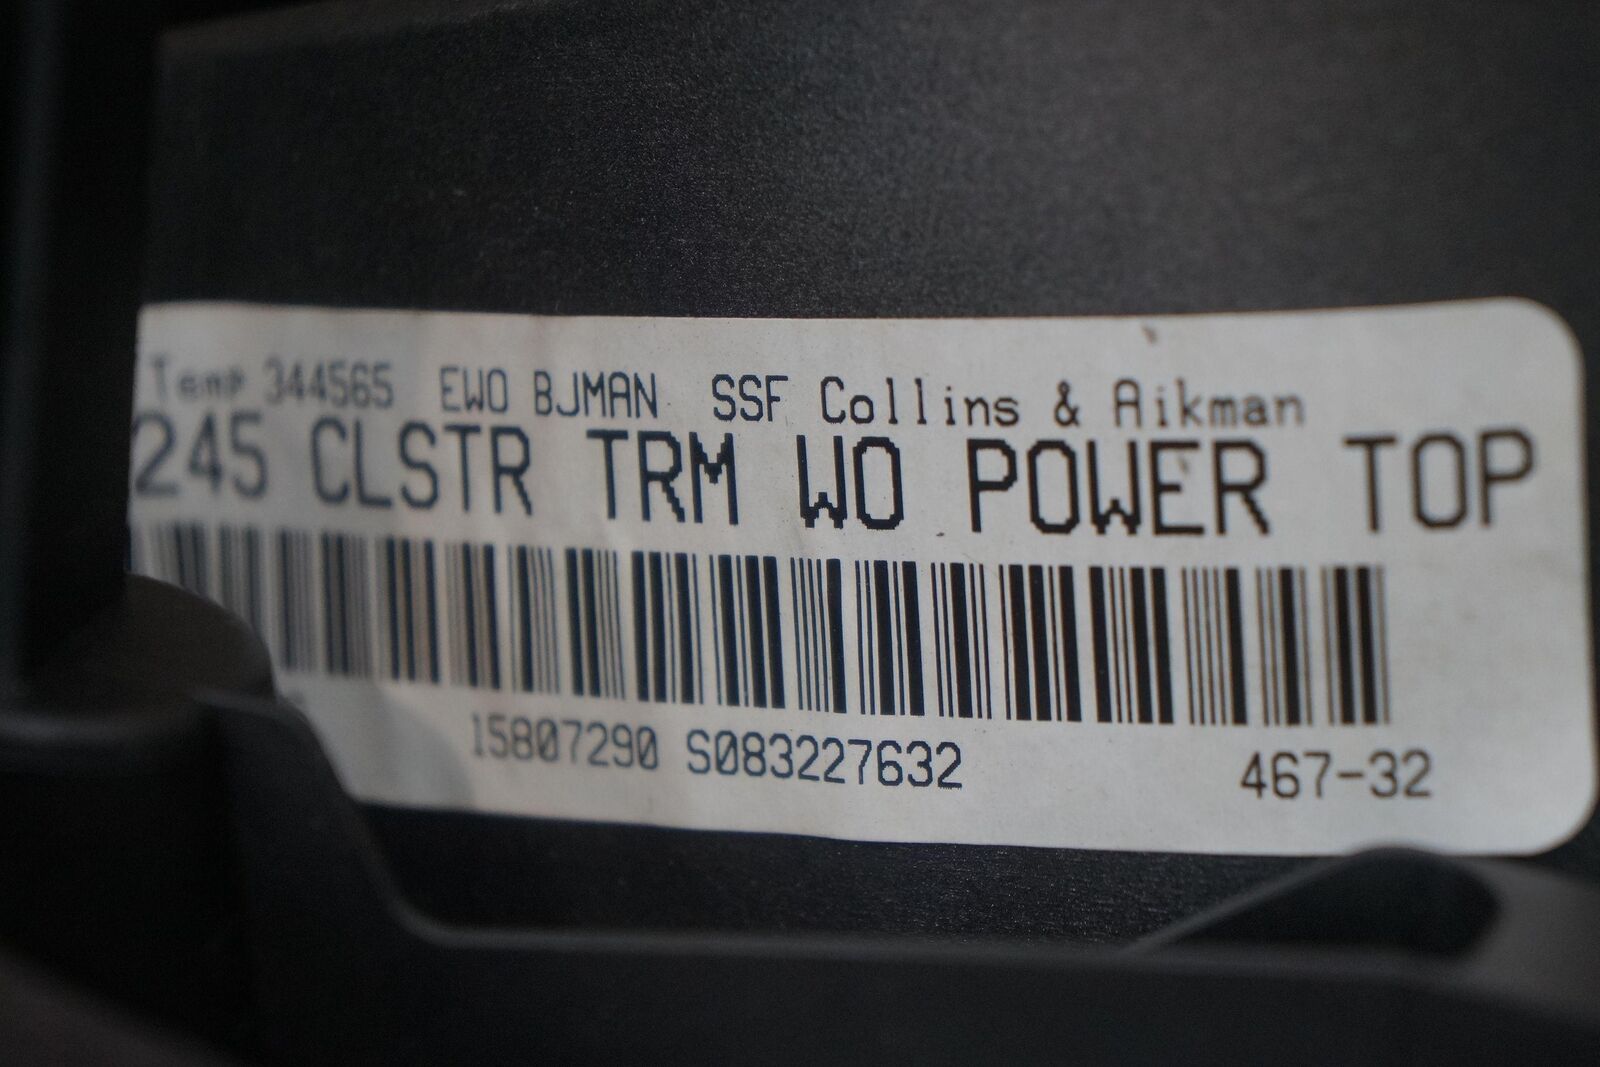 Temp 344565 EWO BJMAN SSF Collins & Aikman
245 CLSTR TRM WO POWER TOP
15807290 S083227632 467-32